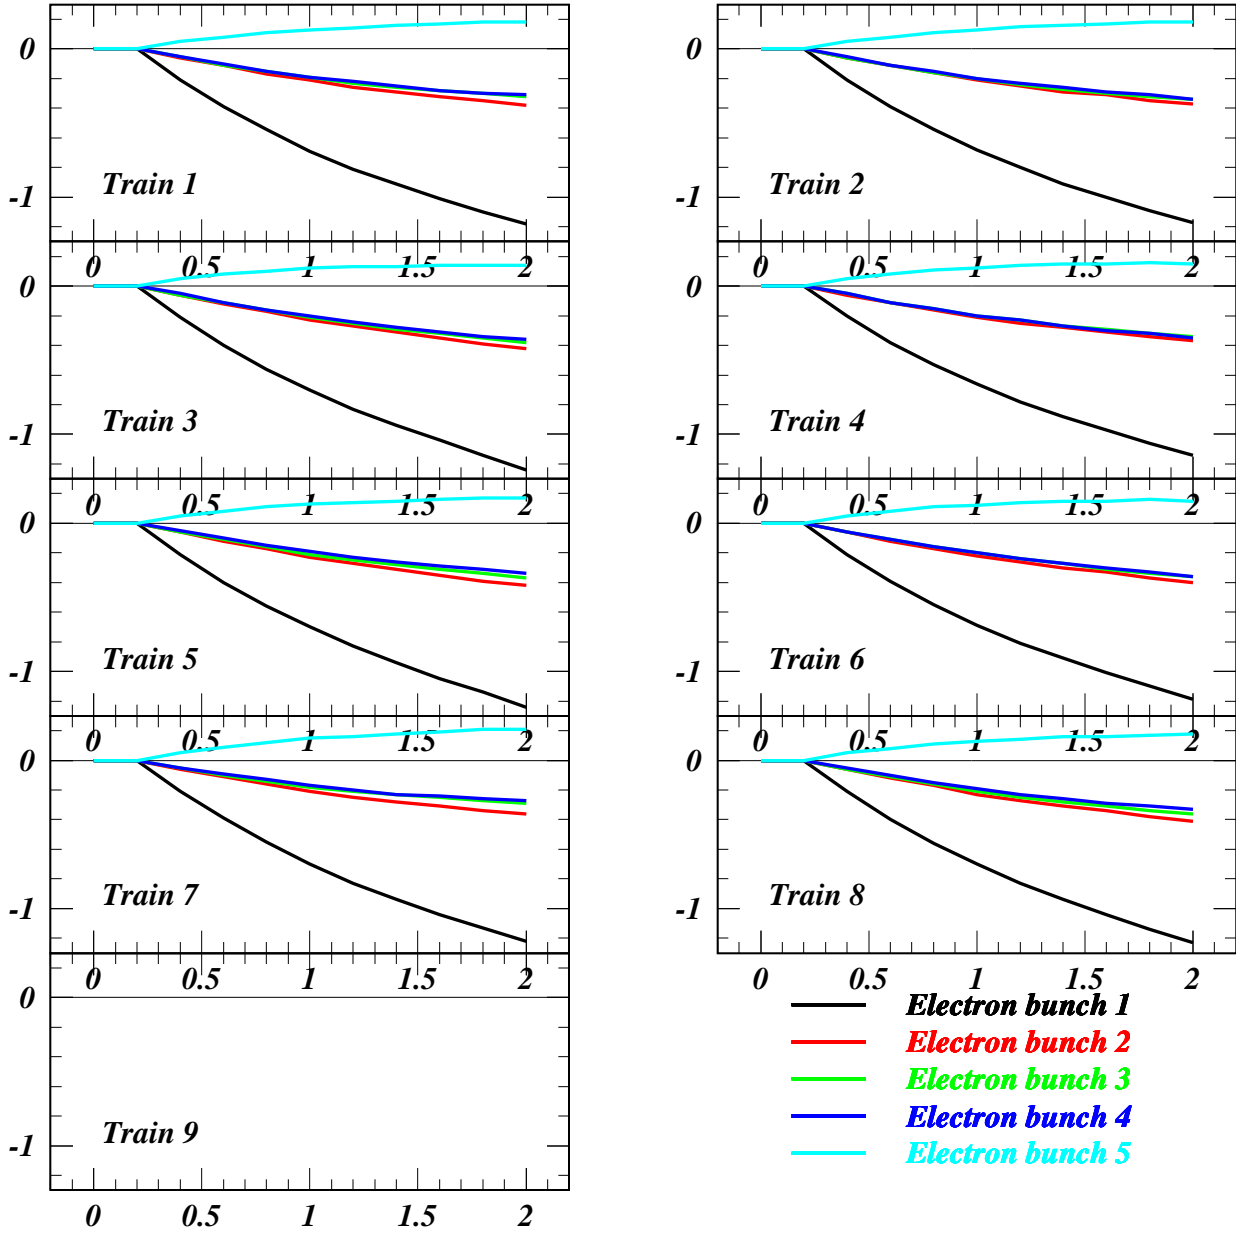 0
-1
Train 1
0
-1
Train 2
0 0.5 1 1.5 2
0 0.5 1 1.5 2
0
-1
Train 3
0
-1
Train 4
0 0.5 1 1.5 2
0 0.5 1 1.5 2
0
-1
Train 5
0
-1
Train 6
0 0.5 1 1.5 2
0 0.5 1 1.5 2
0
-1
Train 7
0
-1
Train 8
0 0.5 1 1.5 2
0 0.5 1 1.5 2
0
-1
Train 9
0 0.5 1 1.5 2
Electron bunch 1
Electron bunch 2
Electron bunch 3
Electron bunch 4
Electron bunch 5